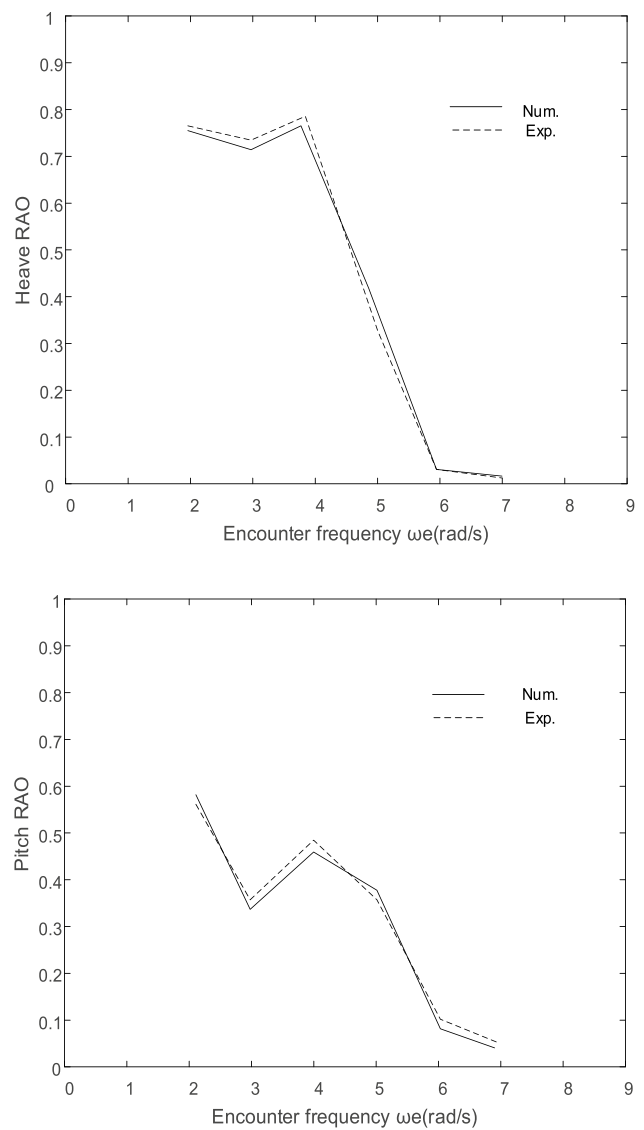 1
0.9
0.8
0.7
0.6
0.5
0.4
0.3
0.2
0.1
0
Heave RAO
Num.
Exp.
0 1 2 3 4 5 6 7 8 9
Encounter frequency ωe(rad/s)
1
0.9
0.8
0.7
0.6
0.5
0.4
0.3
0.2
0.1
0
Pitch RAO
Num.
Exp.
0 1 2 3 4 5 6 7 8 9
Encounter frequency ωe(rad/s)